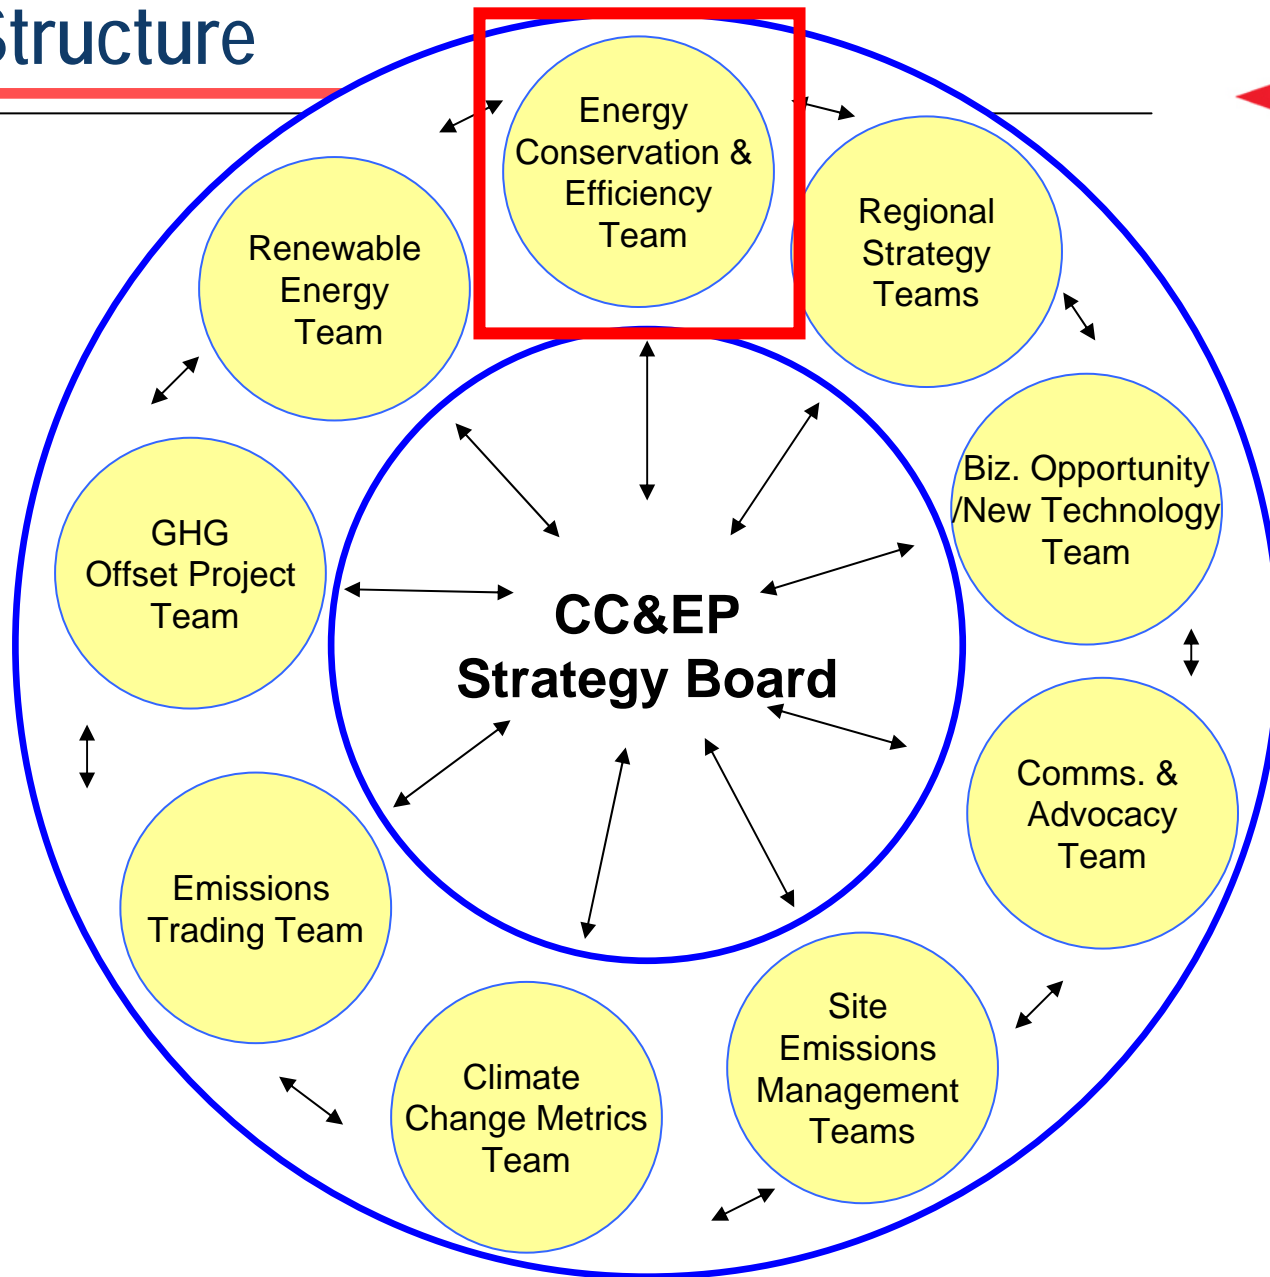 Structure
Energy
Conservation &
Efficiency
Team
Regional
Strategy
Teams
Renewable
Energy
Team
Biz. Opportunity
/New Technology
Team
GHG
Offset Project
Team
CC&EP
Strategy Board
Comms. &
Advocacy
Team
Emissions
Trading Team
Site
Emissions
Management
Teams
Climate
Change Metrics
Team